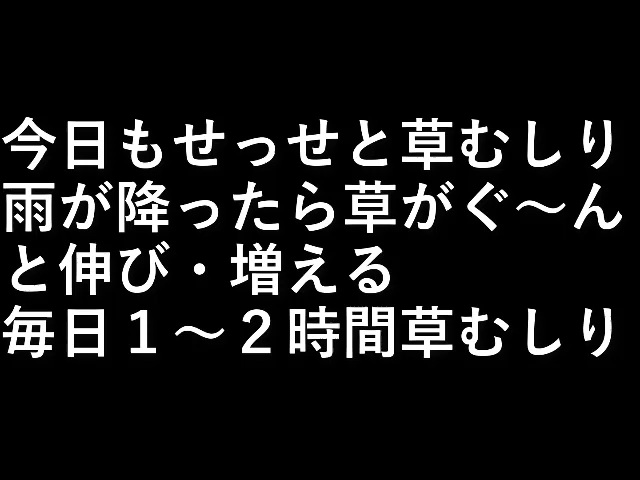 今日もせっせと草むしり
雨が降ったら草がぐ～ん
と伸び・増える
毎日１～２時間草むしり